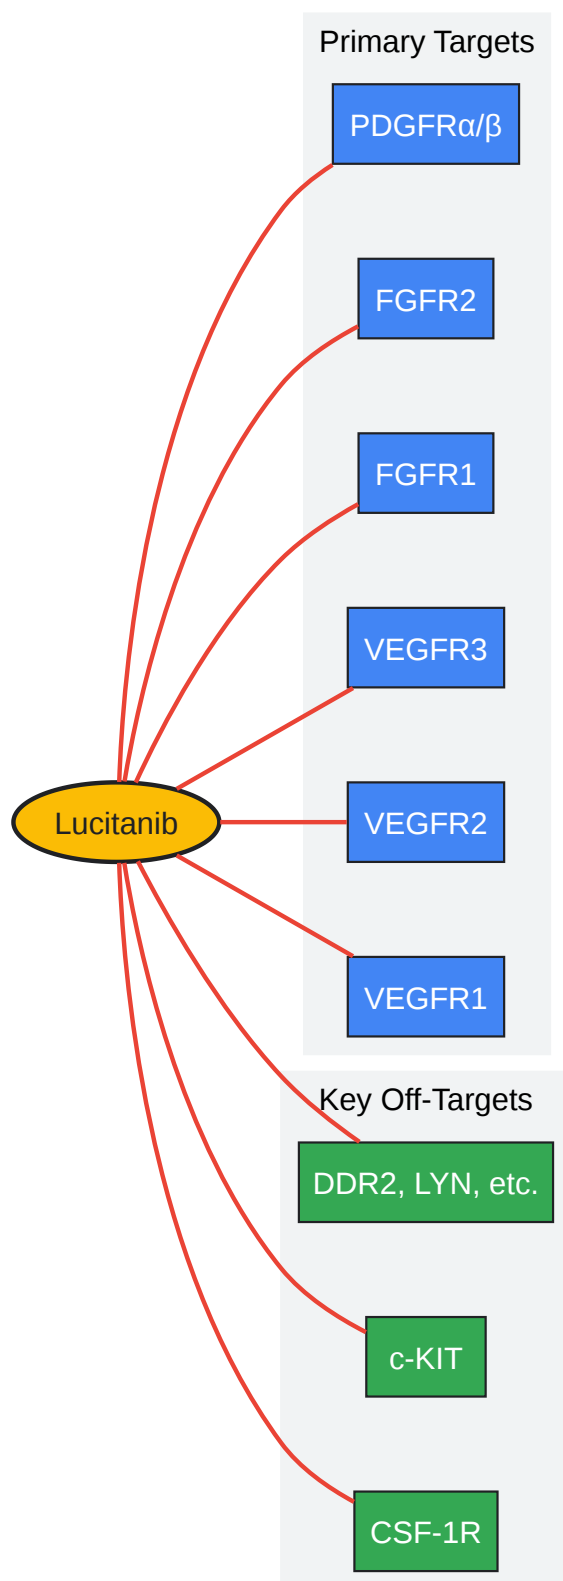 Primary Targets
PDGFRα/β
FGFR2
FGFR1
VEGFR3
Lucitanib
VEGFR2
VEGFR1
Key Off-Targets
DDR2, LYN, etc.
c-KIT
CSF-1R